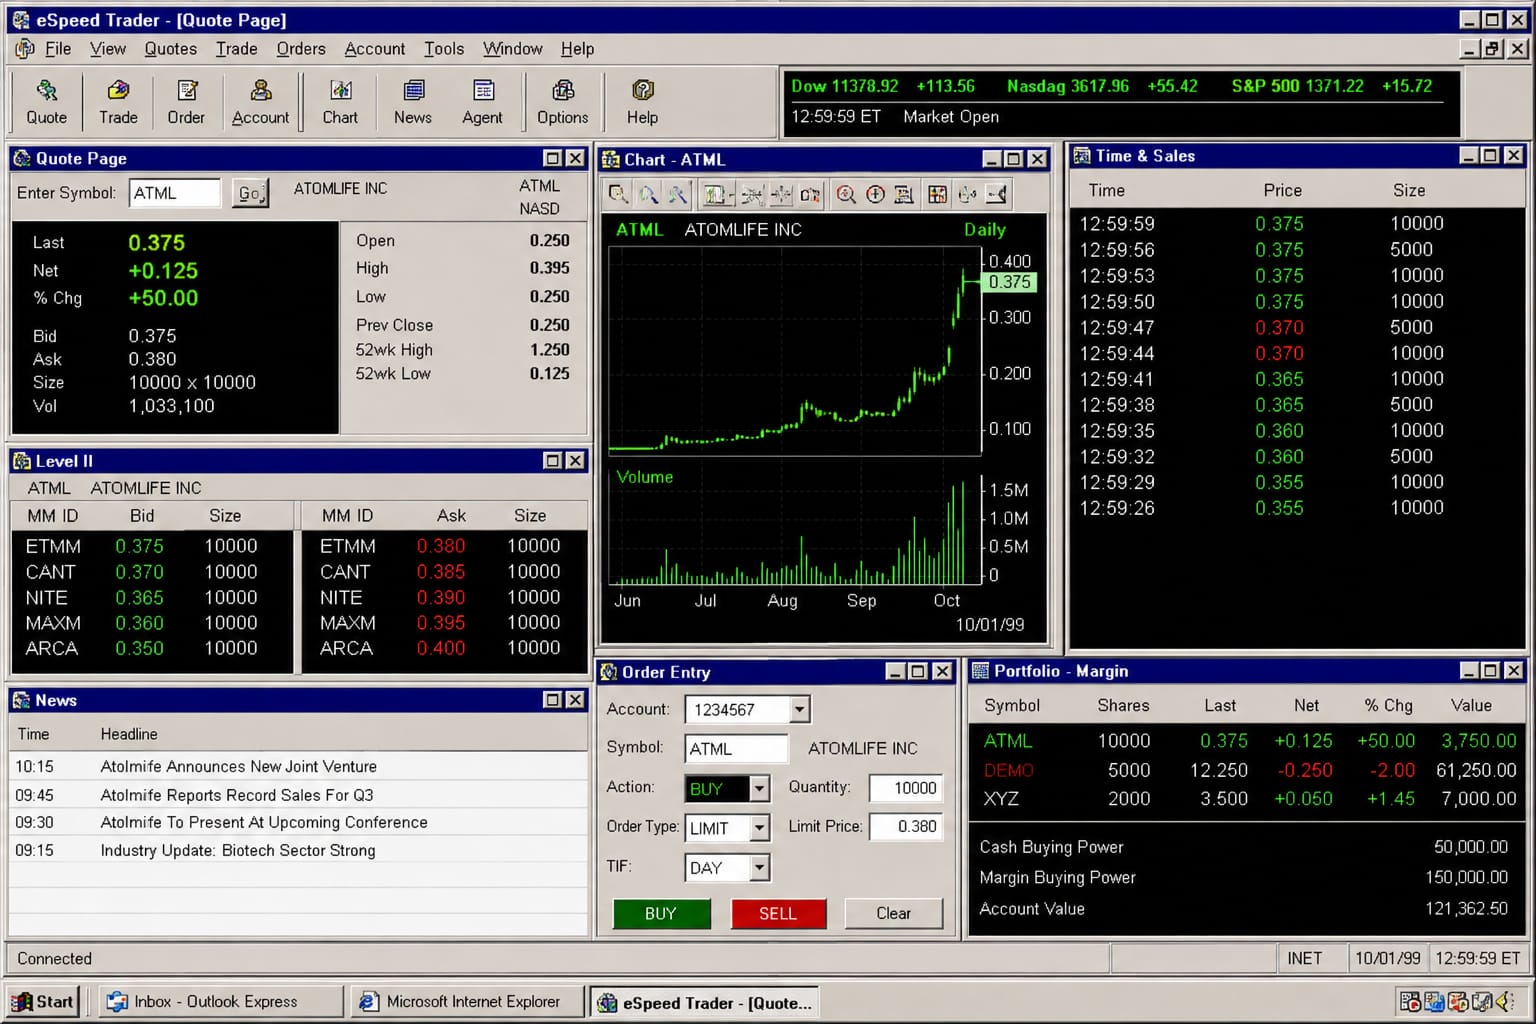 eSpeed Trader - [Quote Page]
File View Quotes Trade Orders Account Tools Window Help
Quote Trade Order Account Chart News Agent Options Help
Dow 11378.92 +113.56 Nasdag 3617.96 +55.42 S&P 500 1371.22 +15.72
12:59:59 ET Market Open
Quote Page
Enter Symbol: ATML Go ATOMLIFE INC ATML
NASD
Last 0.375
Net +0.125
% Chg +50.00
Bid 0.375
Ask 0.380
Size 10000 x 10000
Vol 1,033,100
Open 0.250
High 0.395
Low 0.250
Prev Close 0.250
52wk High 1.250
52wk Low 0.125
Level II
ATML ATOMLIFE INC
MM ID Bid Size MM ID Ask Size
ETMM 0.375 10000 ETMM 0.380 10000
CANT 0.370 10000 CANT 0.385 10000
NITE 0.365 10000 NITE 0.390 10000
MAXM 0.360 10000 MAXM 0.395 10000
ARCA 0.350 10000 ARCA 0.400 10000
News
Time Headline
10:15 Atolmife Announces New Joint Venture
09:45 Atolmife Reports Record Sales For Q3
09:30 Atolmife To Present At Upcoming Conference
09:15 Industry Update: Biotech Sector Strong
Chart - ATML
ATML ATOMLIFE INC Daily
0.400
0.375
0.300
0.200
0.100
Volume
1.5M
1.0M
0.5M
0
Jun Jul Aug Sep Oct
10/01/99
Time & Sales
Time Price Size
12:59:59 0.375 10000
12:59:56 0.375 5000
12:59:53 0.375 10000
12:59:50 0.375 10000
12:59:47 0.370 5000
12:59:44 0.370 10000
12:59:41 0.365 10000
12:59:38 0.365 5000
12:59:35 0.360 10000
12:59:32 0.360 5000
12:59:29 0.355 10000
12:59:26 0.355 10000
Order Entry
Account: 1234567
Symbol: ATML ATOMLIFE INC
Action: BUY Quantity: 10000
Order Type: LIMIT Limit Price: 0.380
TIF: DAY
BUY SELL Clear
Portfolio - Margin
Symbol Shares Last Net % Chg Value
ATML 10000 0.375 +0.125 +50.00 3,750.00
DEMO 5000 12.250 -0.250 -2.00 61,250.00
XYZ 2000 3.500 +0.050 +1.45 7,000.00
Cash Buying Power 50,000.00
Margin Buying Power 150,000.00
Account Value 121,362.50
Connected INET 10/01/99 12:59:59 ET
Start Inbox - Outlook Express Microsoft Internet Explorer eSpeed Trader - [Quote...